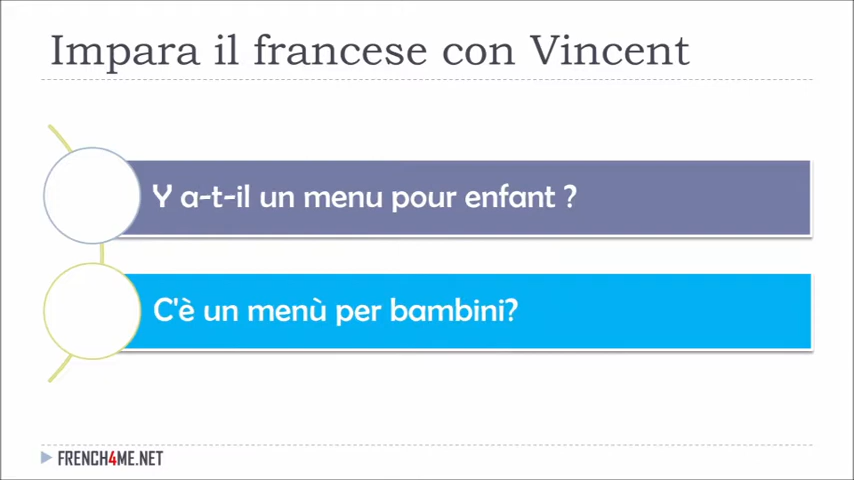 Impara il francese con Vincent
Y a-t-il un menu pour enfant ?
C'è un menù per bambini?
FRENCH4ME.NET